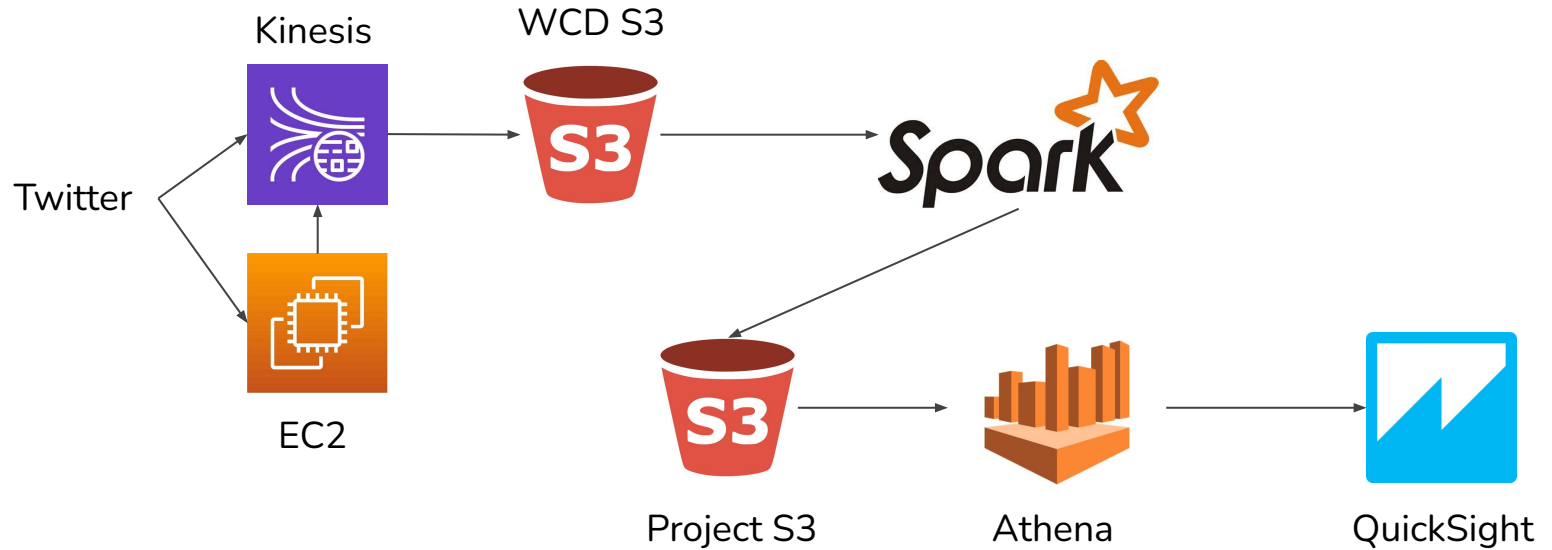 Kinesis
WCD S3
S3
Spark
Twitter
EC2
S3
Project S3
Athena
QuickSight